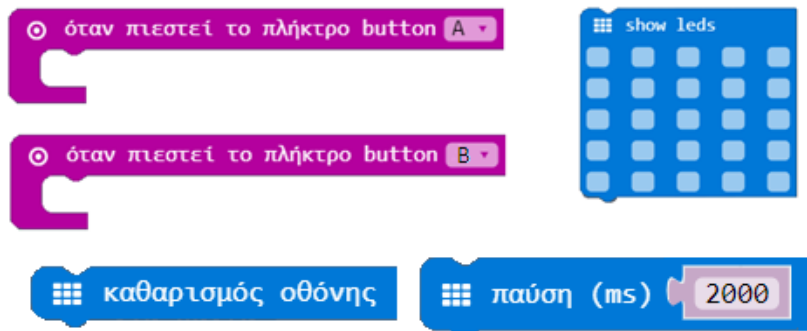 όταν πιεστεί το πλήκτρο button A
show leds
όταν πιεστεί το πλήκτρο button B
καθαρισμός οθόνης
παύση (ms) 2000